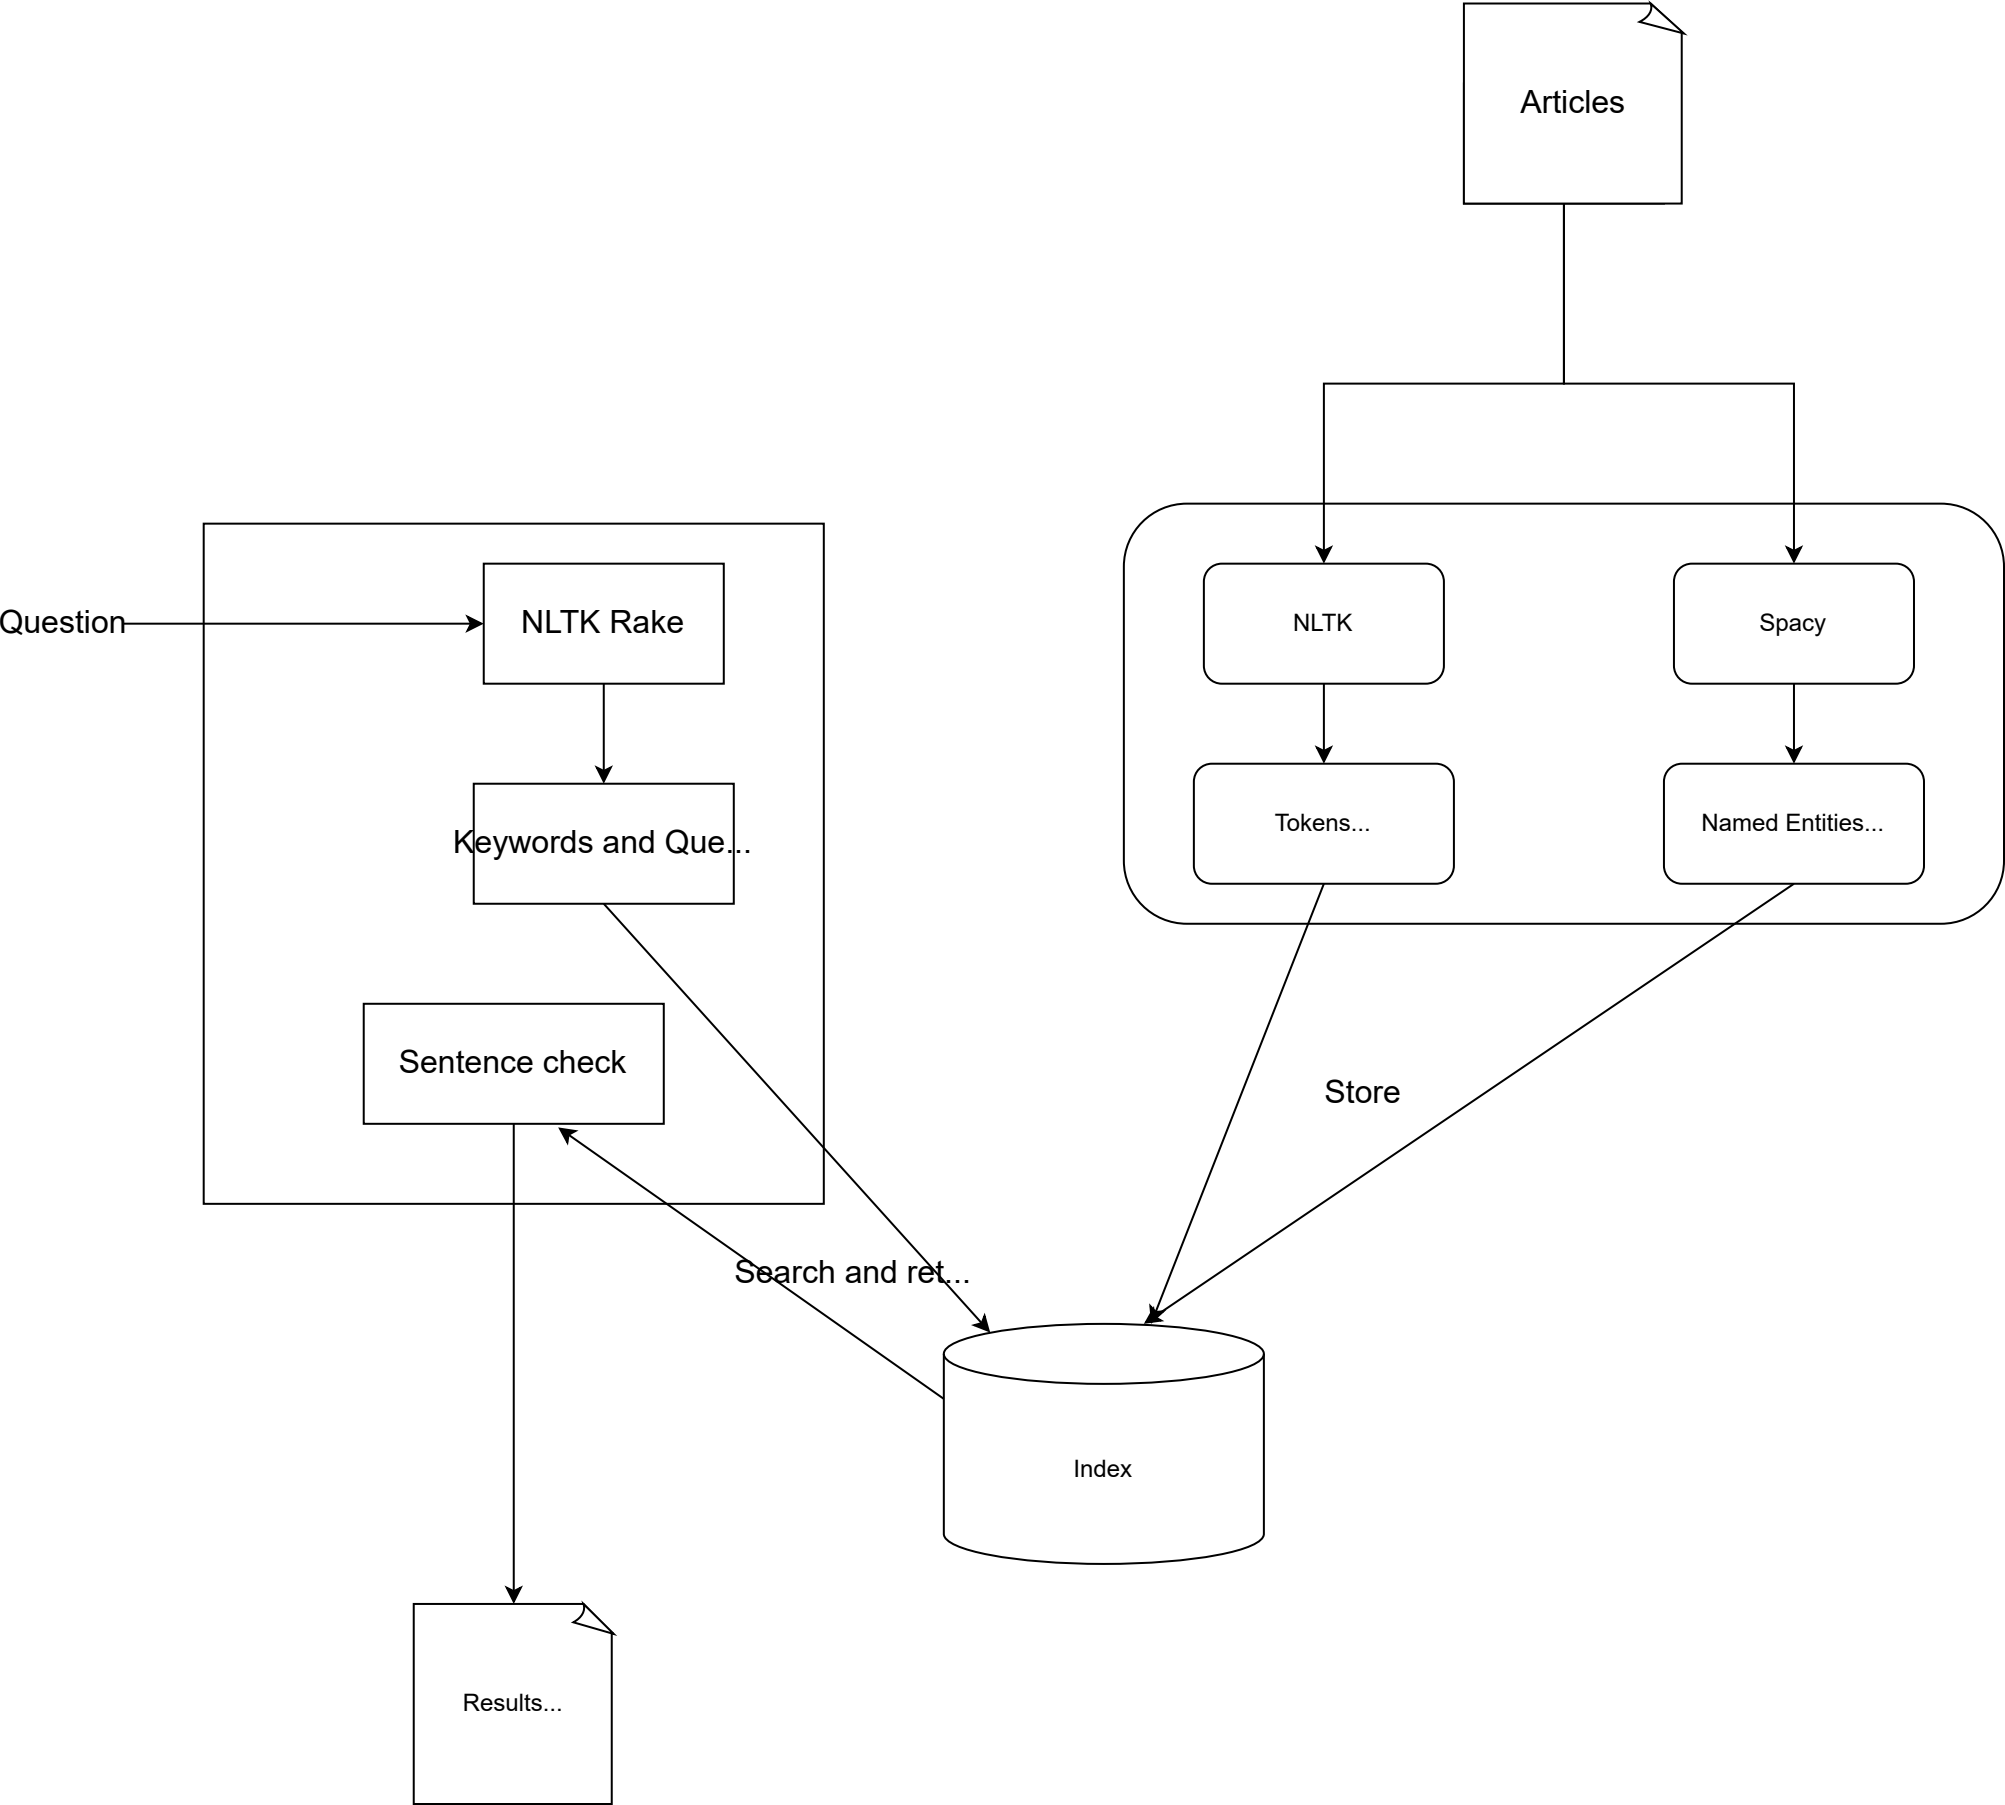 Articles
Question
NLTK Rake
NLTK
Spacy
Keywords and Que...
Tokens...
Named Entities...
Sentence check
Store
Search and ret...
Index
Results...